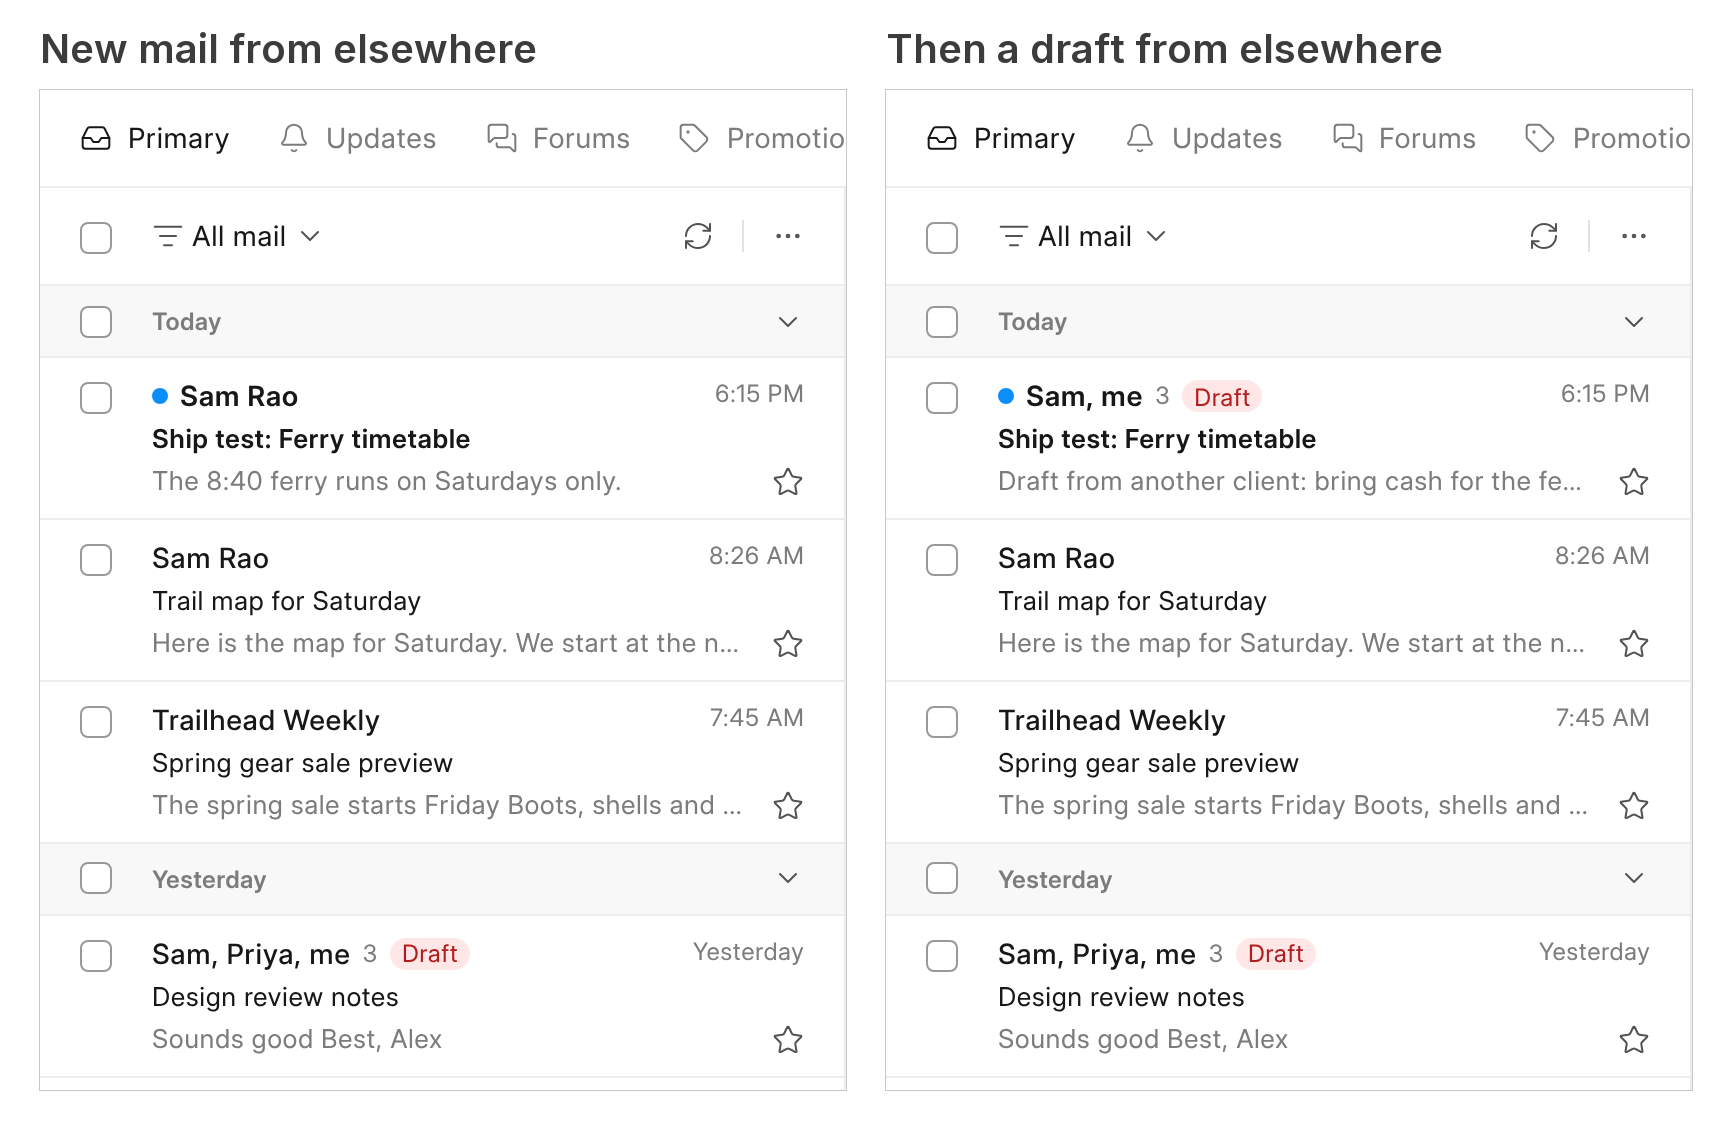 New mail from elsewhere
Primary Updates Forums Promotio
All mail
Today
Sam Rao 6:15 PM
Ship test: Ferry timetable
The 8:40 ferry runs on Saturdays only.
Sam Rao 8:26 AM
Trail map for Saturday
Here is the map for Saturday. We start at the n...
Trailhead Weekly 7:45 AM
Spring gear sale preview
The spring sale starts Friday Boots, shells and ...
Yesterday
Sam, Priya, me 3 Draft Yesterday
Design review notes
Sounds good Best, Alex
Then a draft from elsewhere
Primary Updates Forums Promotio
All mail
Today
Sam, me 3 Draft 6:15 PM
Ship test: Ferry timetable
Draft from another client: bring cash for the fe...
Sam Rao 8:26 AM
Trail map for Saturday
Here is the map for Saturday. We start at the n...
Trailhead Weekly 7:45 AM
Spring gear sale preview
The spring sale starts Friday Boots, shells and ...
Yesterday
Sam, Priya, me 3 Draft Yesterday
Design review notes
Sounds good Best, Alex